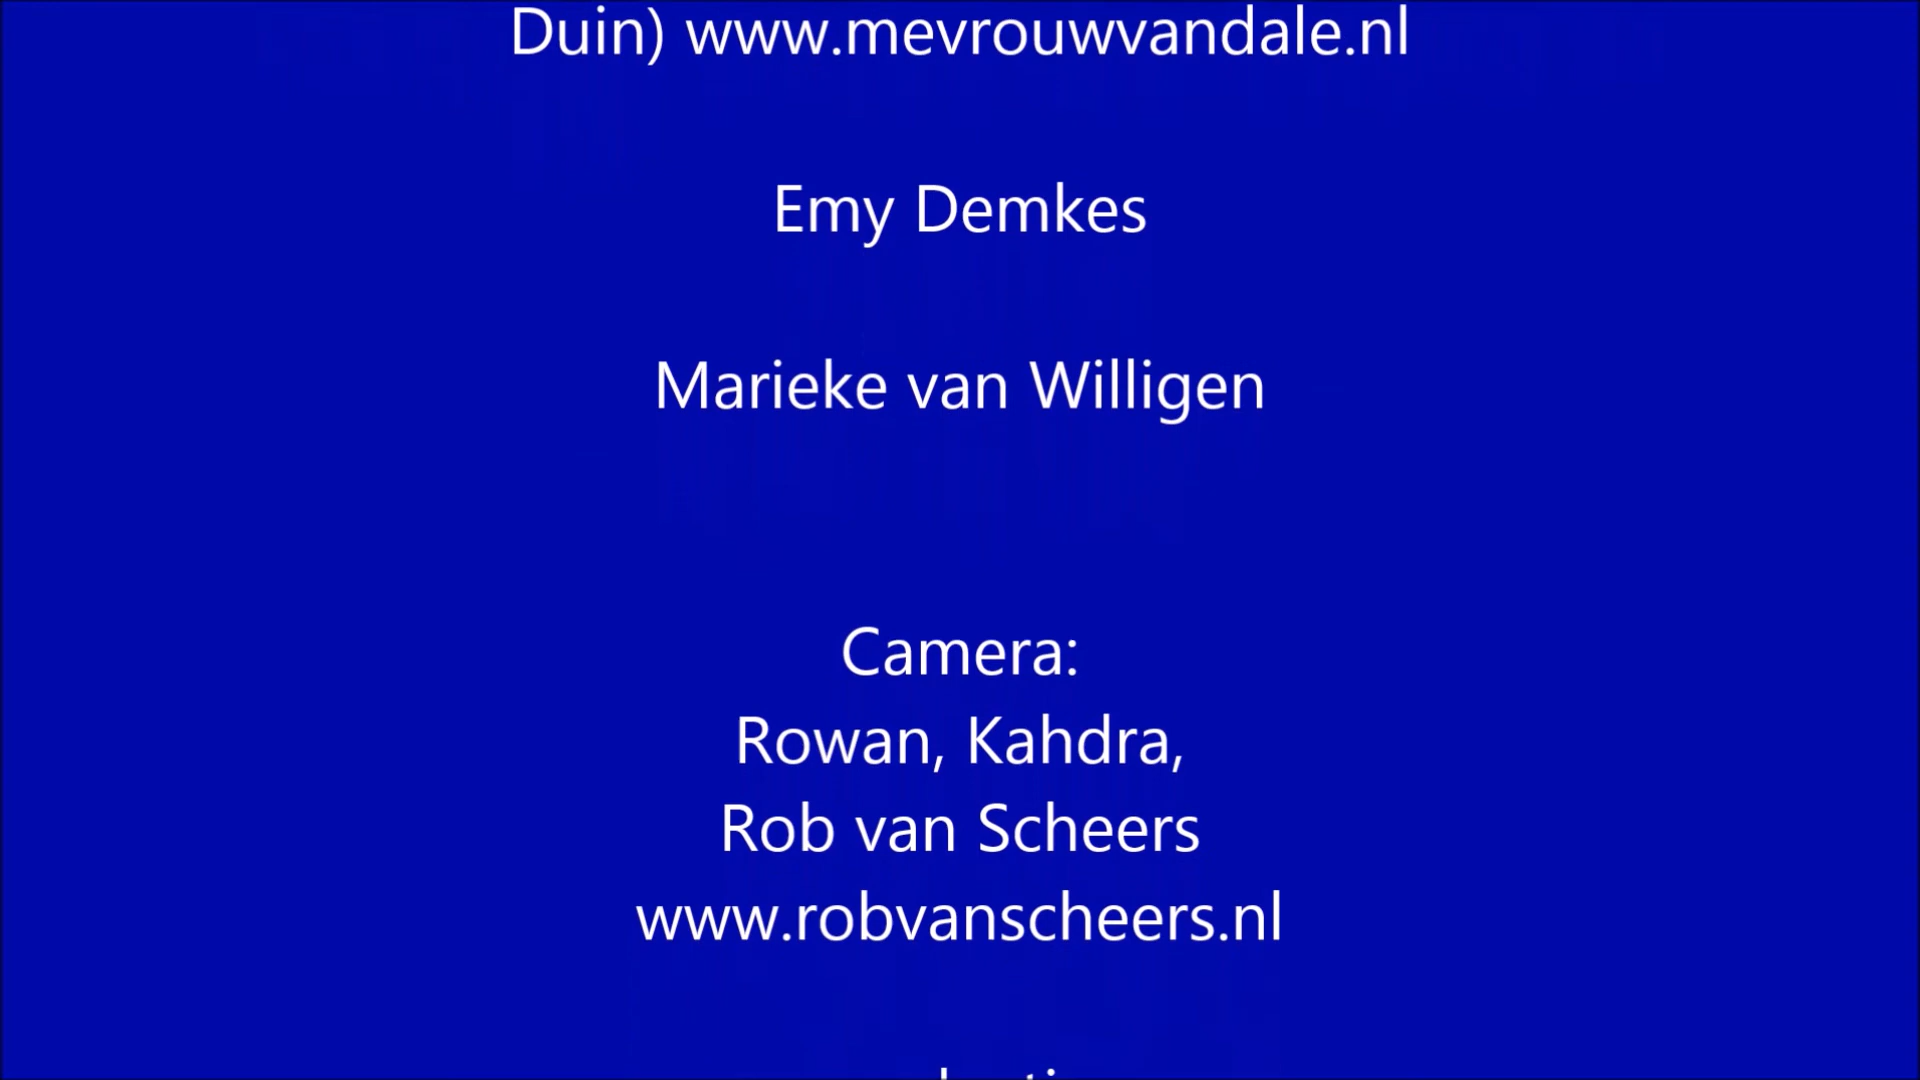 Duin) www.mevrouwvandale.nl
Emy Demkes
Marieke van Willigen
Camera:
Rowan, Kahdra,
Rob van Scheers
www.robvanscheers.nl